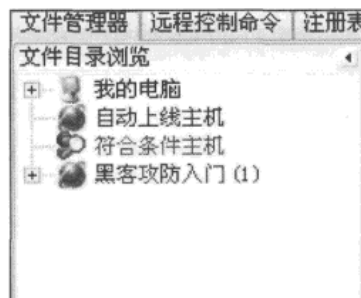 文件管理器 远程控制命令 注册表
文件目录浏览
我的电脑
自动上线主机
符合条件主机
黑客攻防入门 (1)